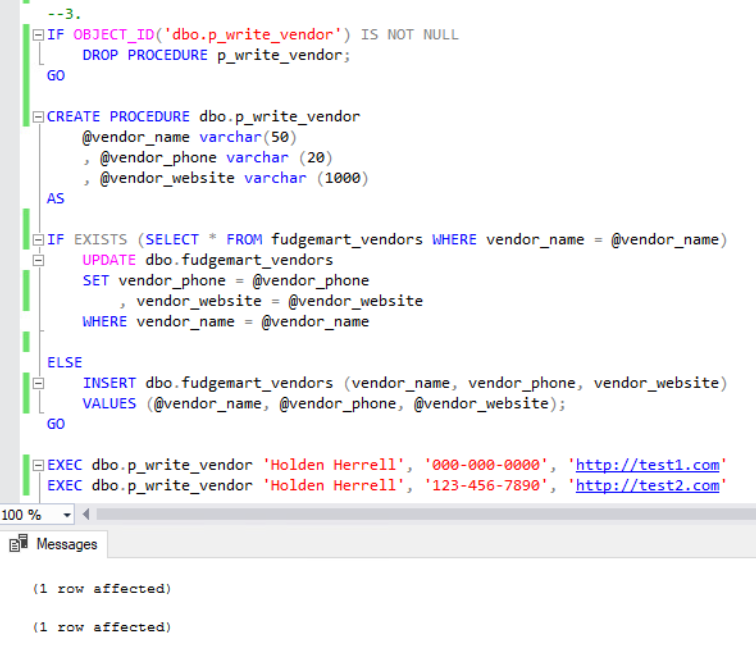 --3.
IF OBJECT_ID('dbo.p_write_vendor') IS NOT NULL
DROP PROCEDURE p_write_vendor;
GO
CREATE PROCEDURE dbo.p_write_vendor
@vendor_name varchar(50)
, @vendor_phone varchar (20)
, @vendor_website varchar (1000)
AS
IF EXISTS (SELECT * FROM fudgemart_vendors WHERE vendor_name = @vendor_name)
UPDATE dbo.fudgemart_vendors
SET vendor_phone = @vendor_phone
, vendor_website = @vendor_website
WHERE vendor_name = @vendor_name
ELSE
INSERT dbo.fudgemart_vendors (vendor_name, vendor_phone, vendor_website)
VALUES (@vendor_name, @vendor_phone, @vendor_website);
GO
EXEC dbo.p_write_vendor 'Holden Herrell', '000-000-0000', 'http://test1.com'
EXEC dbo.p_write_vendor 'Holden Herrell', '123-456-7890', 'http://test2.com'
100 %
Messages
(1 row affected)
(1 row affected)